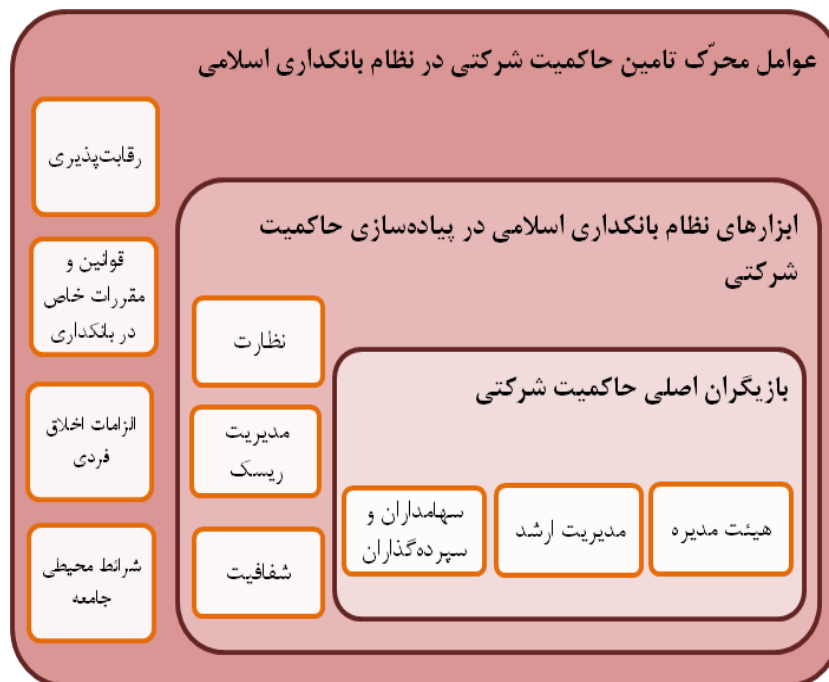 عوامل محرّک تامین حاکمیت شرکتی در نظام بانکداری اسلامی
رقابت‌پذیری
قوانین و
مقررات خاص
در بانکداری
الزامات اخلاق
فردی
شرائط محیطی
جامعه
ابزارهای نظام بانکداری اسلامی در پیاده‌سازی حاکمیت
شرکتی
نظارت
مدیریت
ریسک
شفافیت
بازیگران اصلی حاکمیت شرکتی
هیئت مدیره
مدیریت ارشد
سهامداران و
سپرده‌گذاران